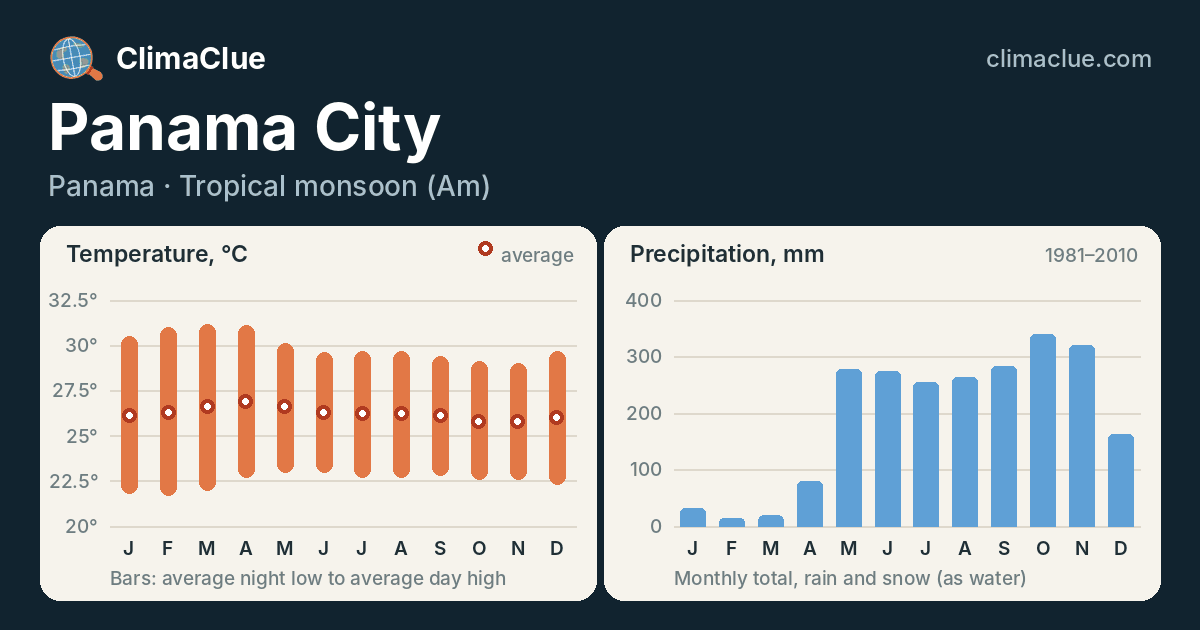 ClimaClue
climaclue.com
Panama City
Panama · Tropical monsoon (Am)
Temperature, °C
average
32.5°
30°
27.5°
25°
22.5°
20°
J F M A M J J A S O N D
Bars: average night low to average day high
Precipitation, mm
1981–2010
400
300
200
100
0
J F M A M J J A S O N D
Monthly total, rain and snow (as water)